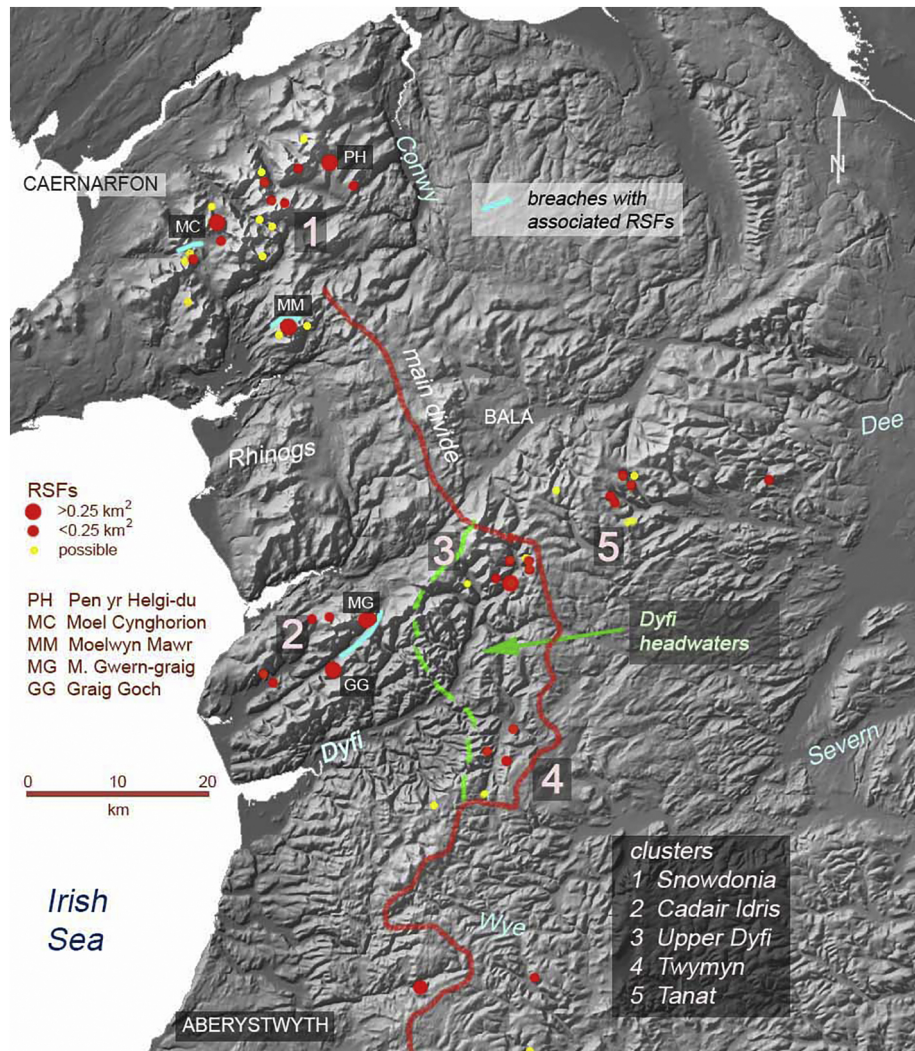 CAERNARFON
Conwy
PH
N
breaches with
associated RSFs
MC
1
MM
main divide
BALA
Dee
Rhinogs
RSFs
>0.25 km2
<0.25 km2
possible
3
5
PH Pen yr Helgi-du
MC Moel Cynghorion
MM Moelwyn Mawr
MG M. Gwern-graig
GG Graig Goch
MG
2
GG
Dyfi
headwaters
Dyfi
Severn
0 10 20
km
4
Irish
Sea
Wye
clusters
1 Snowdonia
2 Cadair Idris
3 Upper Dyfi
4 Twymyn
5 Tanat
ABERYSTWYTH